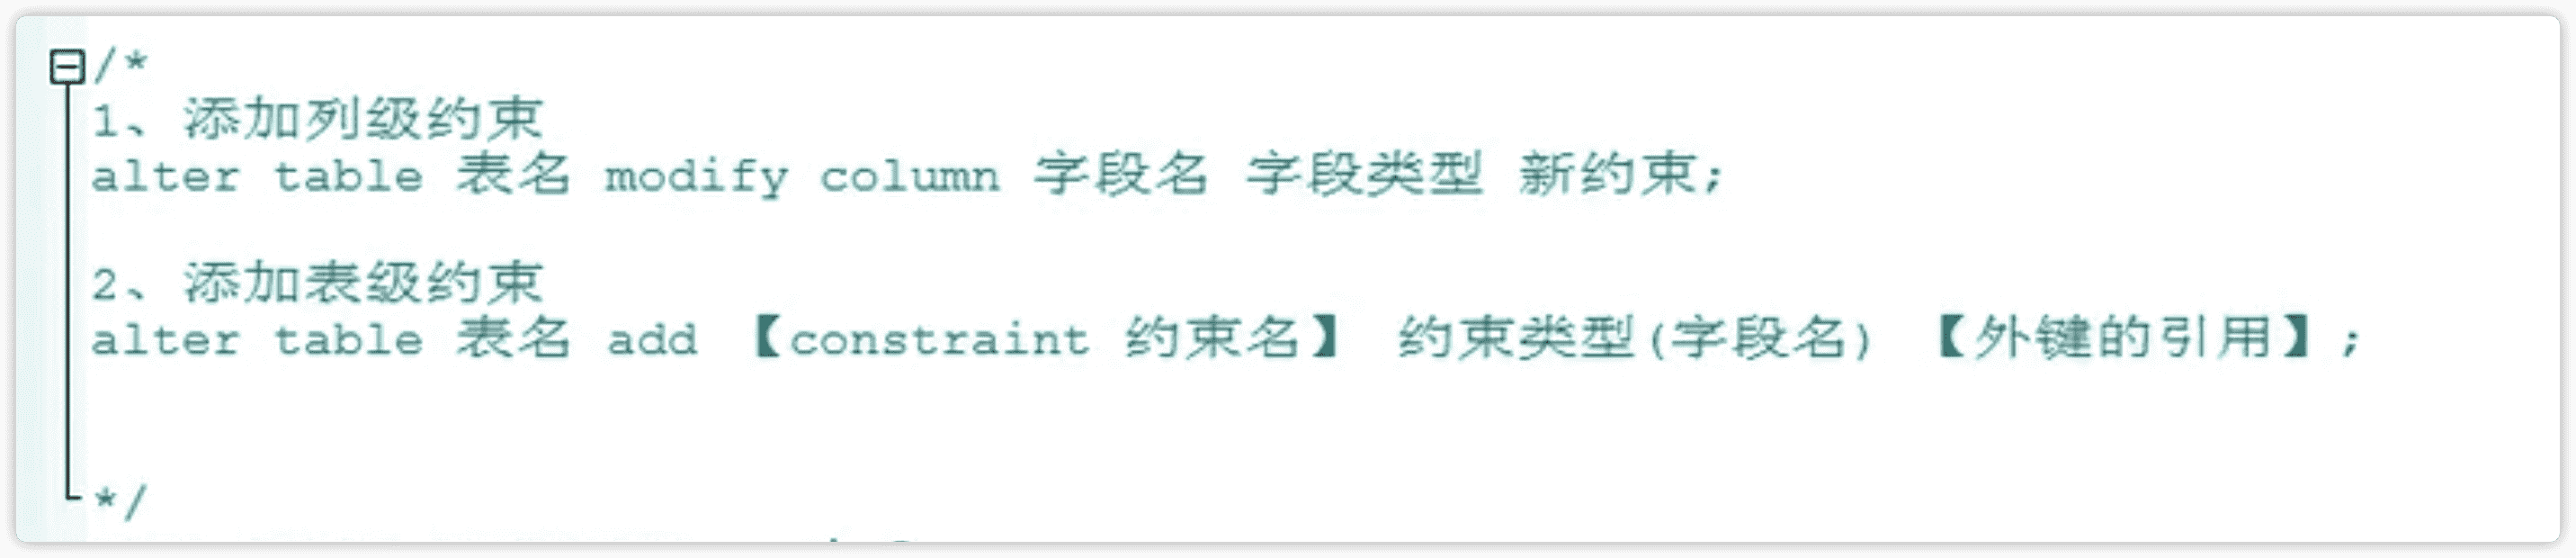 /*
1、添加列级约束
alter table 表名 modify column 字段名 字段类型 新约束;
2、添加表级约束
alter table 表名 add 【constraint 约束名】 约束类型(字段名) 【外键的引用】;
*/